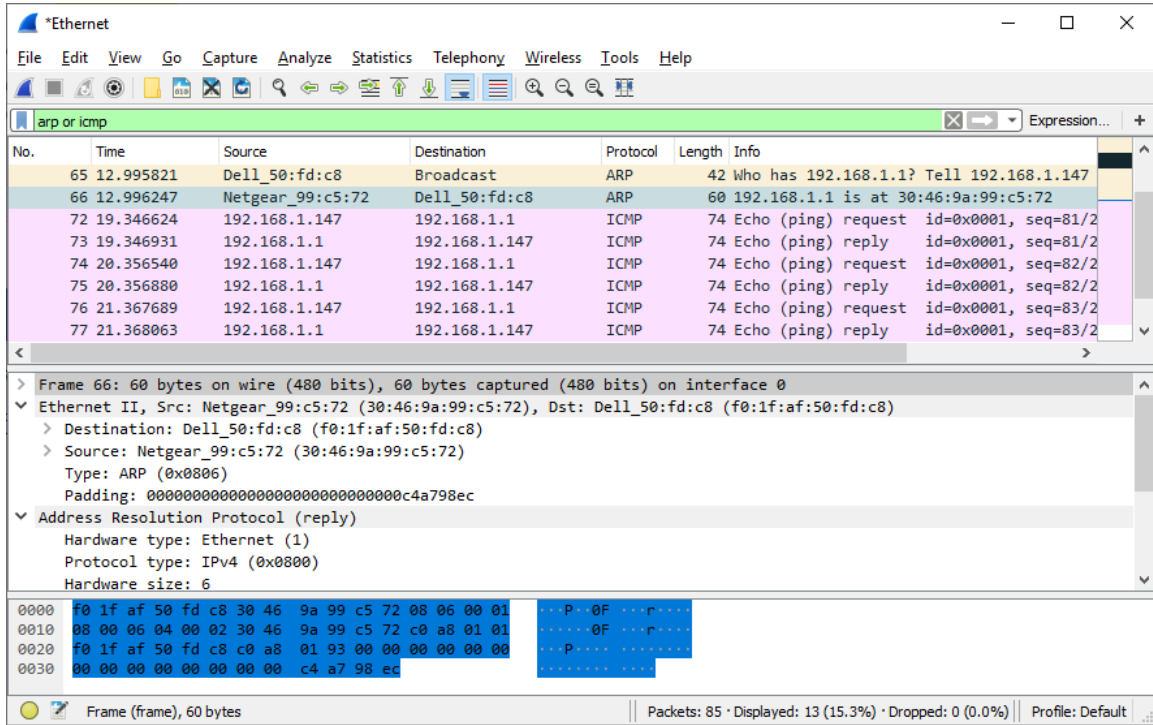 *Ethernet
File Edit View Go Capture Analyze Statistics Telephony Wireless Tools Help
arp or icmp Expression... +
No. Time Source Destination Protocol Length Info
65 12.995821 Dell_50:fd:c8 Broadcast ARP 42 Who has 192.168.1.1? Tell 192.168.1.147
66 12.996247 Netgear_99:c5:72 Dell_50:fd:c8 ARP 60 192.168.1.1 is at 30:46:9a:99:c5:72
72 19.346624 192.168.1.147 192.168.1.1 ICMP 74 Echo (ping) request id=0x0001, seq=81/2
73 19.346931 192.168.1.1 192.168.1.147 ICMP 74 Echo (ping) reply id=0x0001, seq=81/2
74 20.356540 192.168.1.147 192.168.1.1 ICMP 74 Echo (ping) request id=0x0001, seq=82/2
75 20.356880 192.168.1.1 192.168.1.147 ICMP 74 Echo (ping) reply id=0x0001, seq=82/2
76 21.367689 192.168.1.147 192.168.1.1 ICMP 74 Echo (ping) request id=0x0001, seq=83/2
77 21.368063 192.168.1.1 192.168.1.147 ICMP 74 Echo (ping) reply id=0x0001, seq=83/2
Frame 66: 60 bytes on wire (480 bits), 60 bytes captured (480 bits) on interface 0
Ethernet II, Src: Netgear_99:c5:72 (30:46:9a:99:c5:72), Dst: Dell_50:fd:c8 (f0:1f:af:50:fd:c8)
Destination: Dell_50:fd:c8 (f0:1f:af:50:fd:c8)
Source: Netgear_99:c5:72 (30:46:9a:99:c5:72)
Type: ARP (0x0806)
Padding: 0000000000000000000000000000c4a798ec
Address Resolution Protocol (reply)
Hardware type: Ethernet (1)
Protocol type: IPv4 (0x0800)
Hardware size: 6
0000 f0 1f af 50 fd c8 30 46 9a 99 c5 72 08 06 00 01 ···P··0F ···r····
0010 08 00 06 04 00 02 30 46 9a 99 c5 72 c0 a8 01 01 ······0F ···r····
0020 f0 1f af 50 fd c8 c0 a8 01 93 00 00 00 00 00 00 ···P···· ········
0030 00 00 00 00 00 00 00 00 c4 a7 98 ec ········ ····
Frame (frame), 60 bytes Packets: 85 · Displayed: 13 (15.3%) · Dropped: 0 (0.0%) Profile: Default